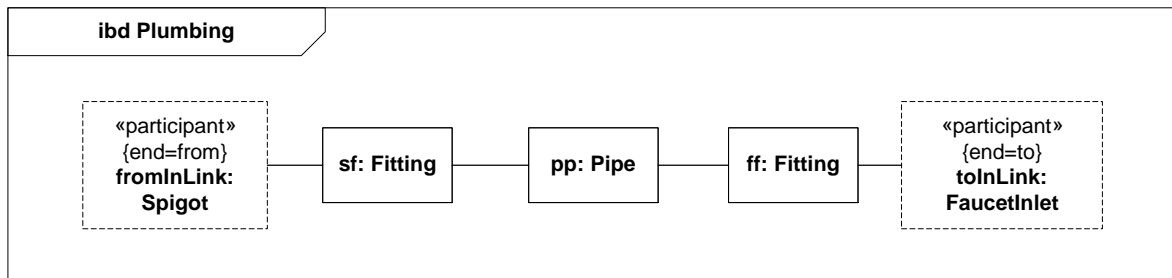 ibd Plumbing
«participant»
{end=from}
fromInLink:
Spigot
sf: Fitting
pp: Pipe
ff: Fitting
«participant»
{end=to}
toInLink:
FaucetInlet